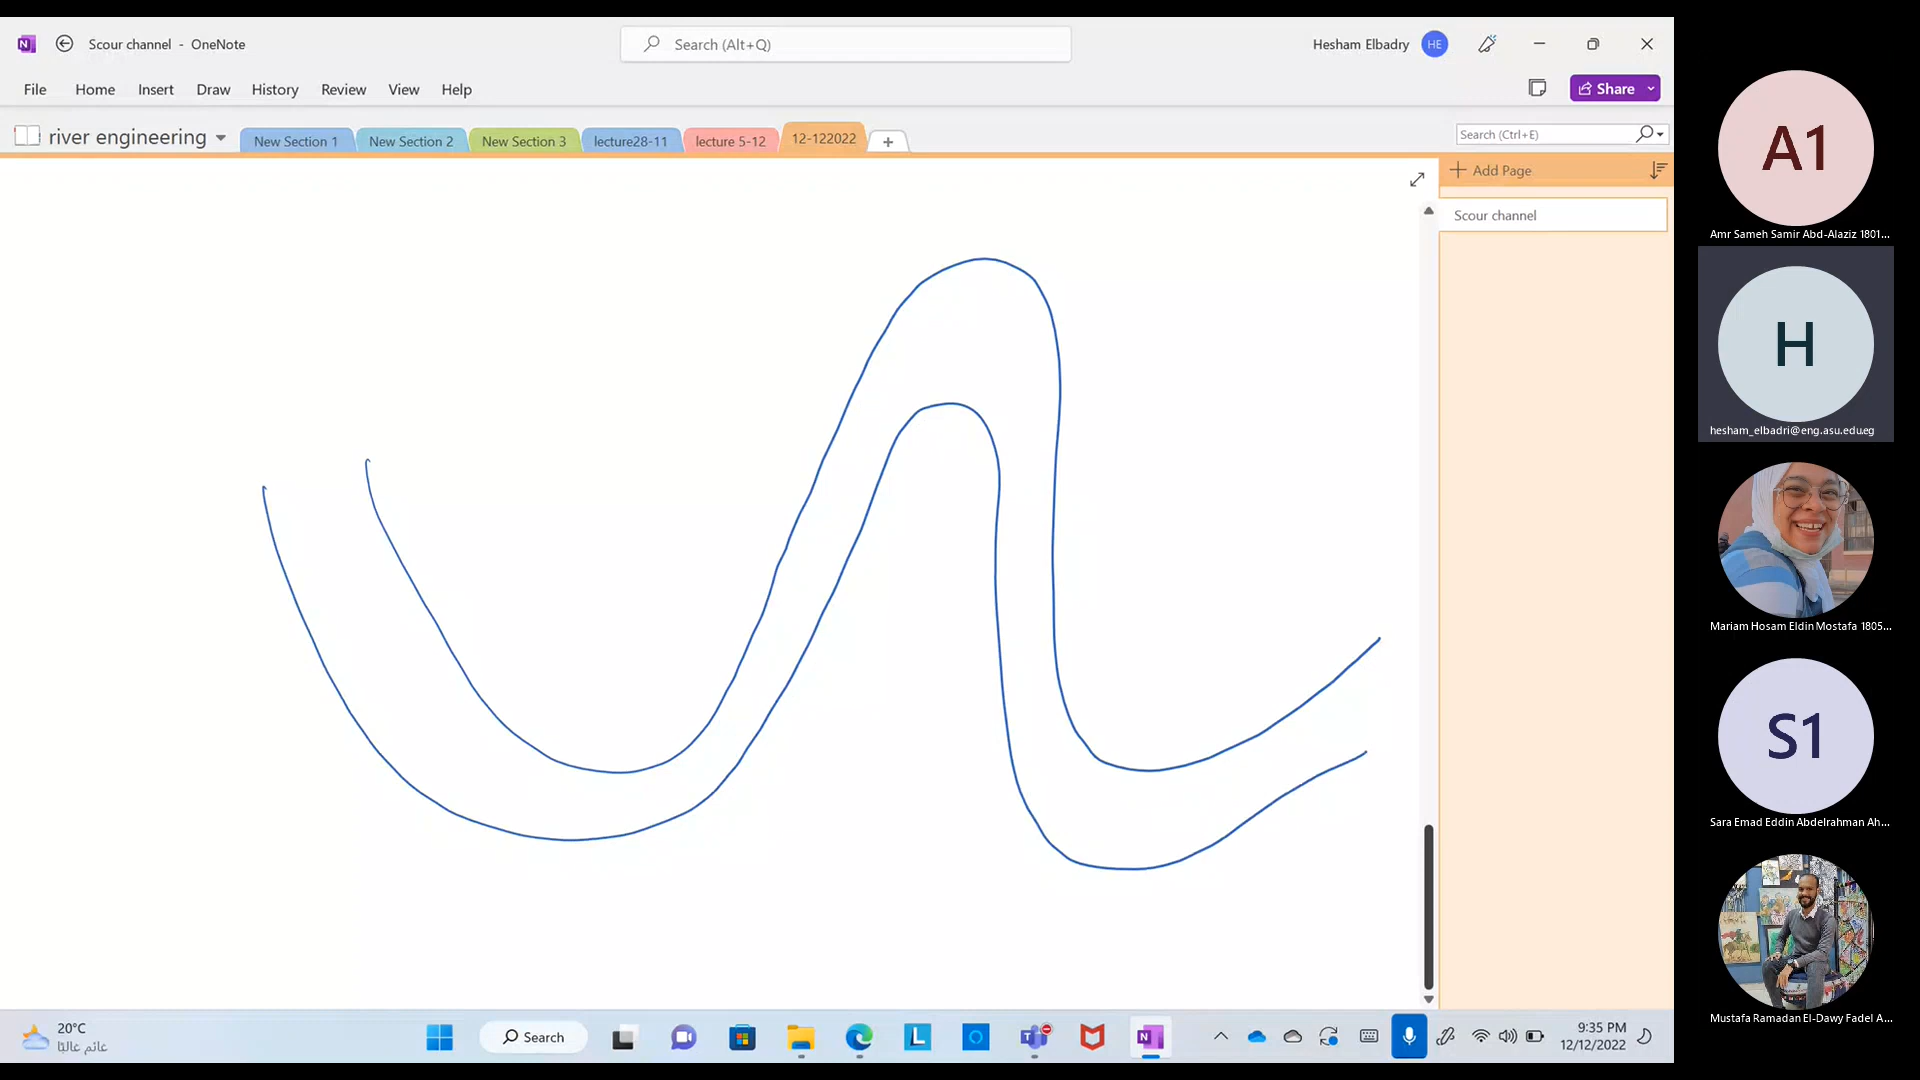 Scour channel - OneNote
Search (Alt+Q)
Hesham Elbadry
HE
File Home Insert Draw History Review View Help
Share
river engineering
New Section 1
New Section 2
New Section 3
lecture28-11
lecture 5-12
12-122022
Search (Ctrl+E)
Add Page
Scour channel
A1
Amr Sameh Samir Abd-Alaziz 1801...
H
hesham_elbadri@eng.asu.edu.eg
Mariam Hosam Eldin Mostafa 1805...
S1
Sara Emad Eddin Abdelrahman Ah...
Mustafa Ramadan El-Dawy Fadel A...
20°C
غائم غالبًا
Search
L
9:35 PM
12/12/2022